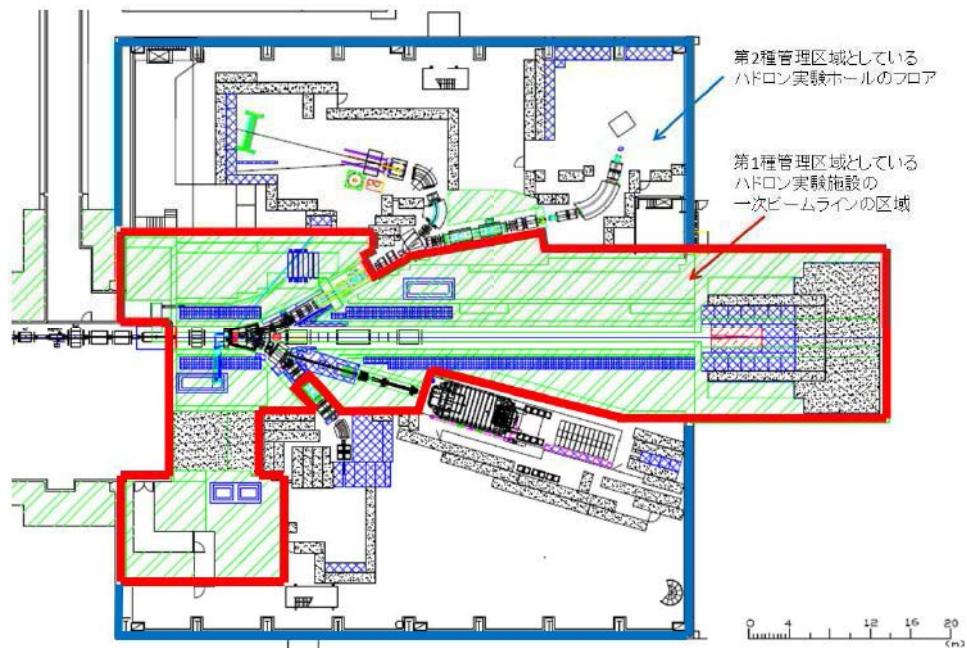 第2種管理区域としている
ハドロン実験ホールのフロア
第1種管理区域としている
ハドロン実験施設の
一次ビームラインの区域
0 4 12 16 20
(m)